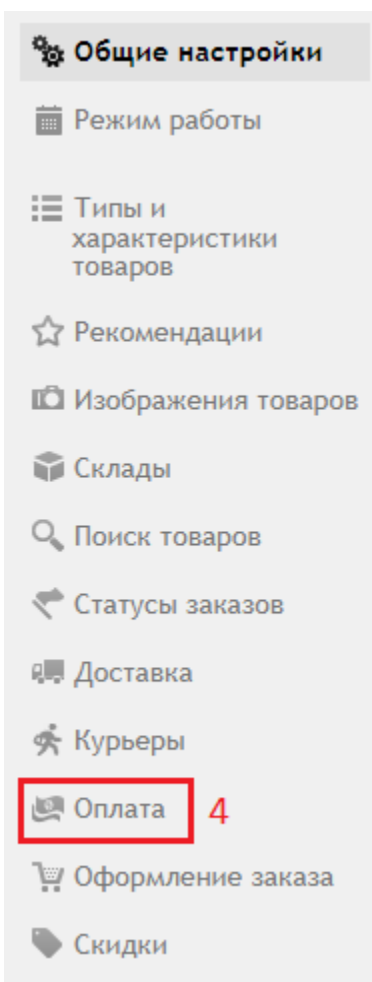 Общие настройки
Режим работы
Типы и
характеристики
товаров
Рекомендации
Изображения товаров
Склады
Поиск товаров
Статусы заказов
Доставка
Курьеры
Оплата 4
Оформление заказа
Скидки